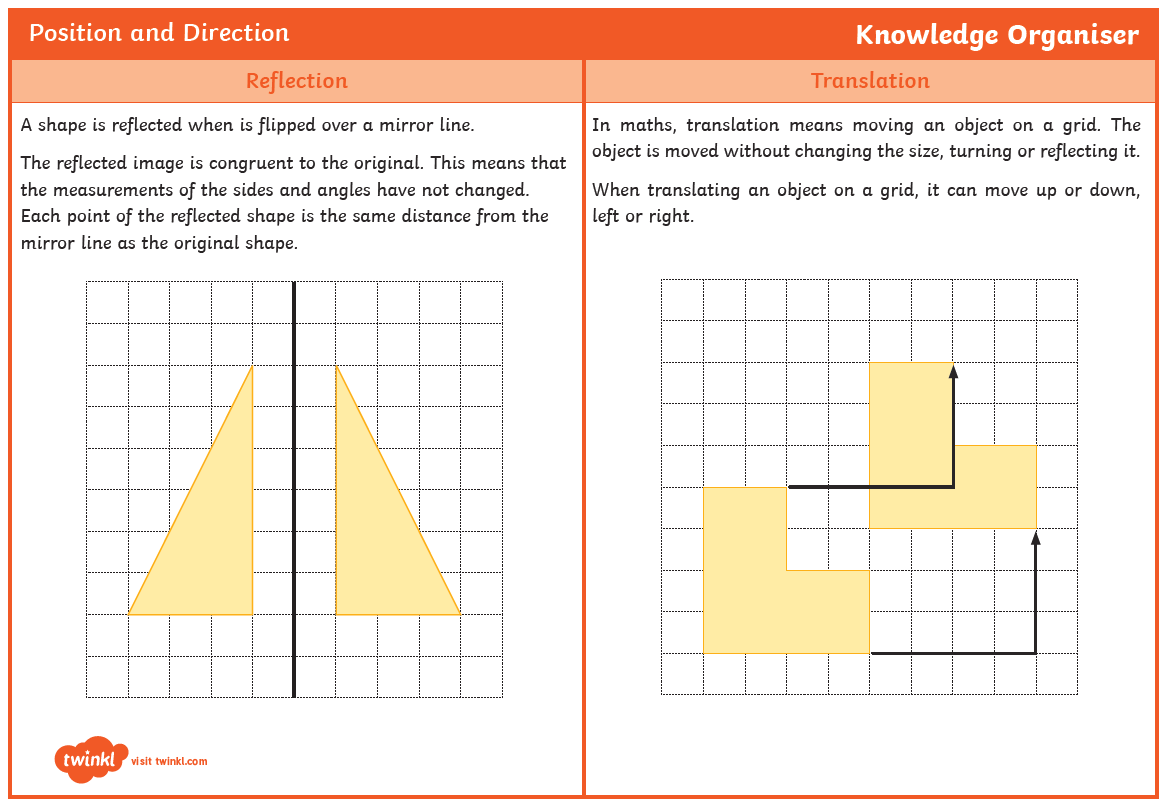 Position and Direction
Knowledge Organiser
Reflection
A shape is reflected when is flipped over a mirror line.
The reflected image is congruent to the original. This means that
the measurements of the sides and angles have not changed.
Each point of the reflected shape is the same distance from the
mirror line as the original shape.
Translation
In maths, translation means moving an object on a grid. The
object is moved without changing the size, turning or reflecting it.
When translating an object on a grid, it can move up or down,
left or right.
twinkl
visit twinkl.com